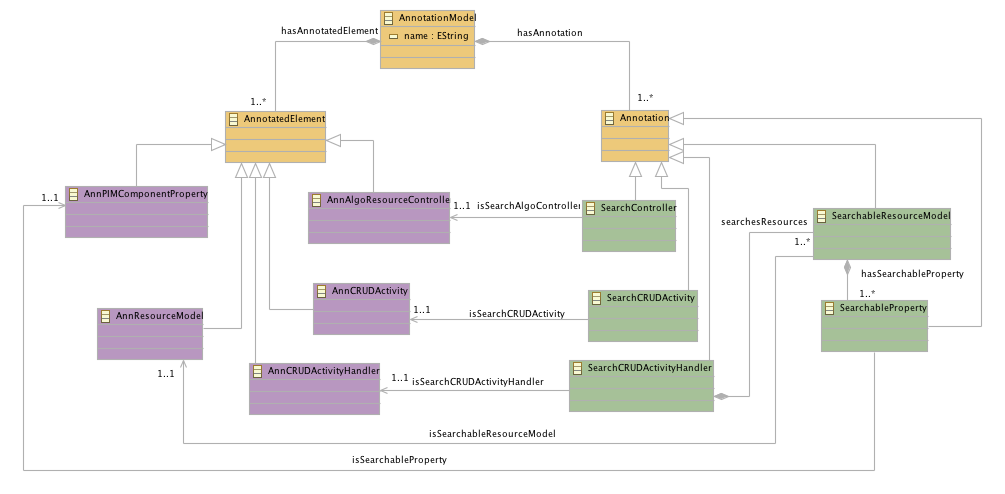 AnnotationModel
name : EString
hasAnnotatedElement
hasAnnotation
1..*
1..*
AnnotatedElement
Annotation
AnnPIMComponentProperty
1..1
AnnAlgoResourceControlle
1..1
isSearchAlgoController
SearchController
searchesResources
SearchableResourceModel
1..*
hasSearchableProperty
1..*
AnnCRUDActivity
1..1
isSearchCRUDActivity
SearchCRUDActivity
SearchableProperty
AnnResourceModel
1..1
AnnCRUDActivityHandler
1..1
isSearchCRUDActivityHandler
SearchCRUDActivityHandler
isSearchableResourceModel
isSearchableProperty